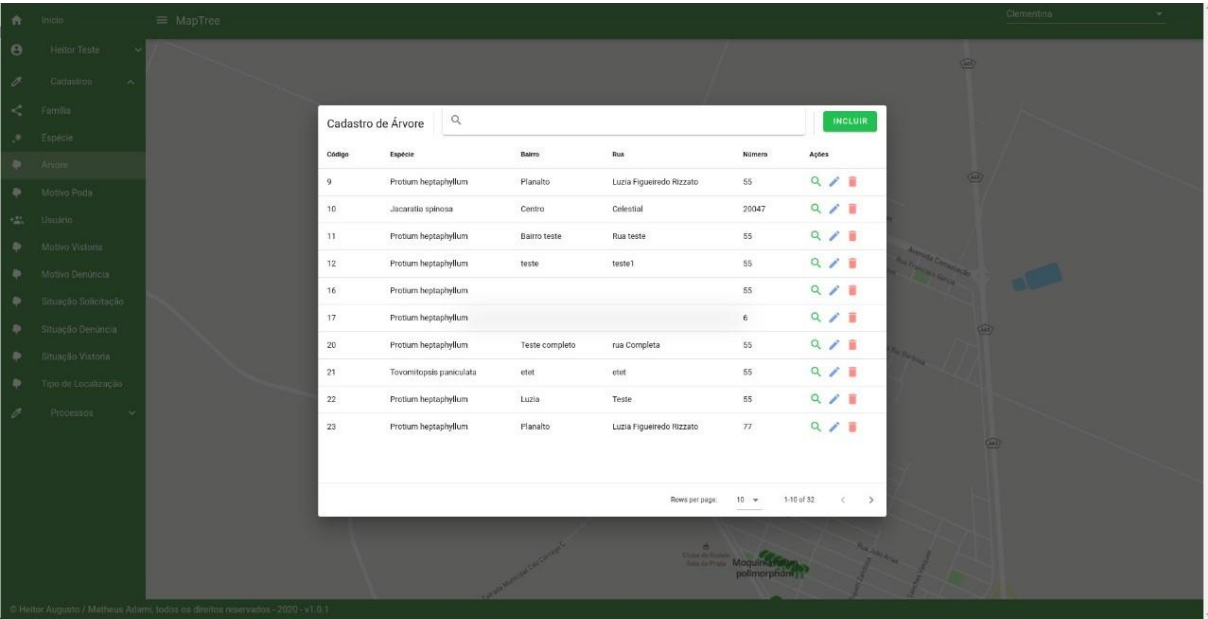 Início
MapTree
Clementina
Heitor Teste
Cadastros
Família
Espécie
Árvore
Motivo Poda
Usuário
Motivo Vistoria
Motivo Denúncia
Situação Solicitação
Situação Denúncia
Situação Vistoria
Tipo de Localização
Processos
Cadastro de Árvore
INCLUIR
Código Espécie Bairro Rua Número Ações
9 Protium heptaphyllum Planalto Luzia Figueiredo Rizzato 55
10 Jacaratia spinosa Centro Celestial 20047
11 Protium heptaphyllum Bairro teste Rua teste 55
12 Protium heptaphyllum teste teste1 55
16 Protium heptaphyllum 55
17 Protium heptaphyllum 6
20 Protium heptaphyllum Teste completo rua Completa 55
21 Tovomitopsis paniculata etet etet 55
22 Protium heptaphyllum Luzia Teste 55
23 Protium heptaphyllum Planalto Luzia Figueiredo Rizzato 77
Rows per page: 10 1-10 of 32
Avenida Comunicação
Rua João Arias
polimorphám
© Heitor Augusto / Matheus Adami, todos os direitos reservados - 2020 - v1.0.1